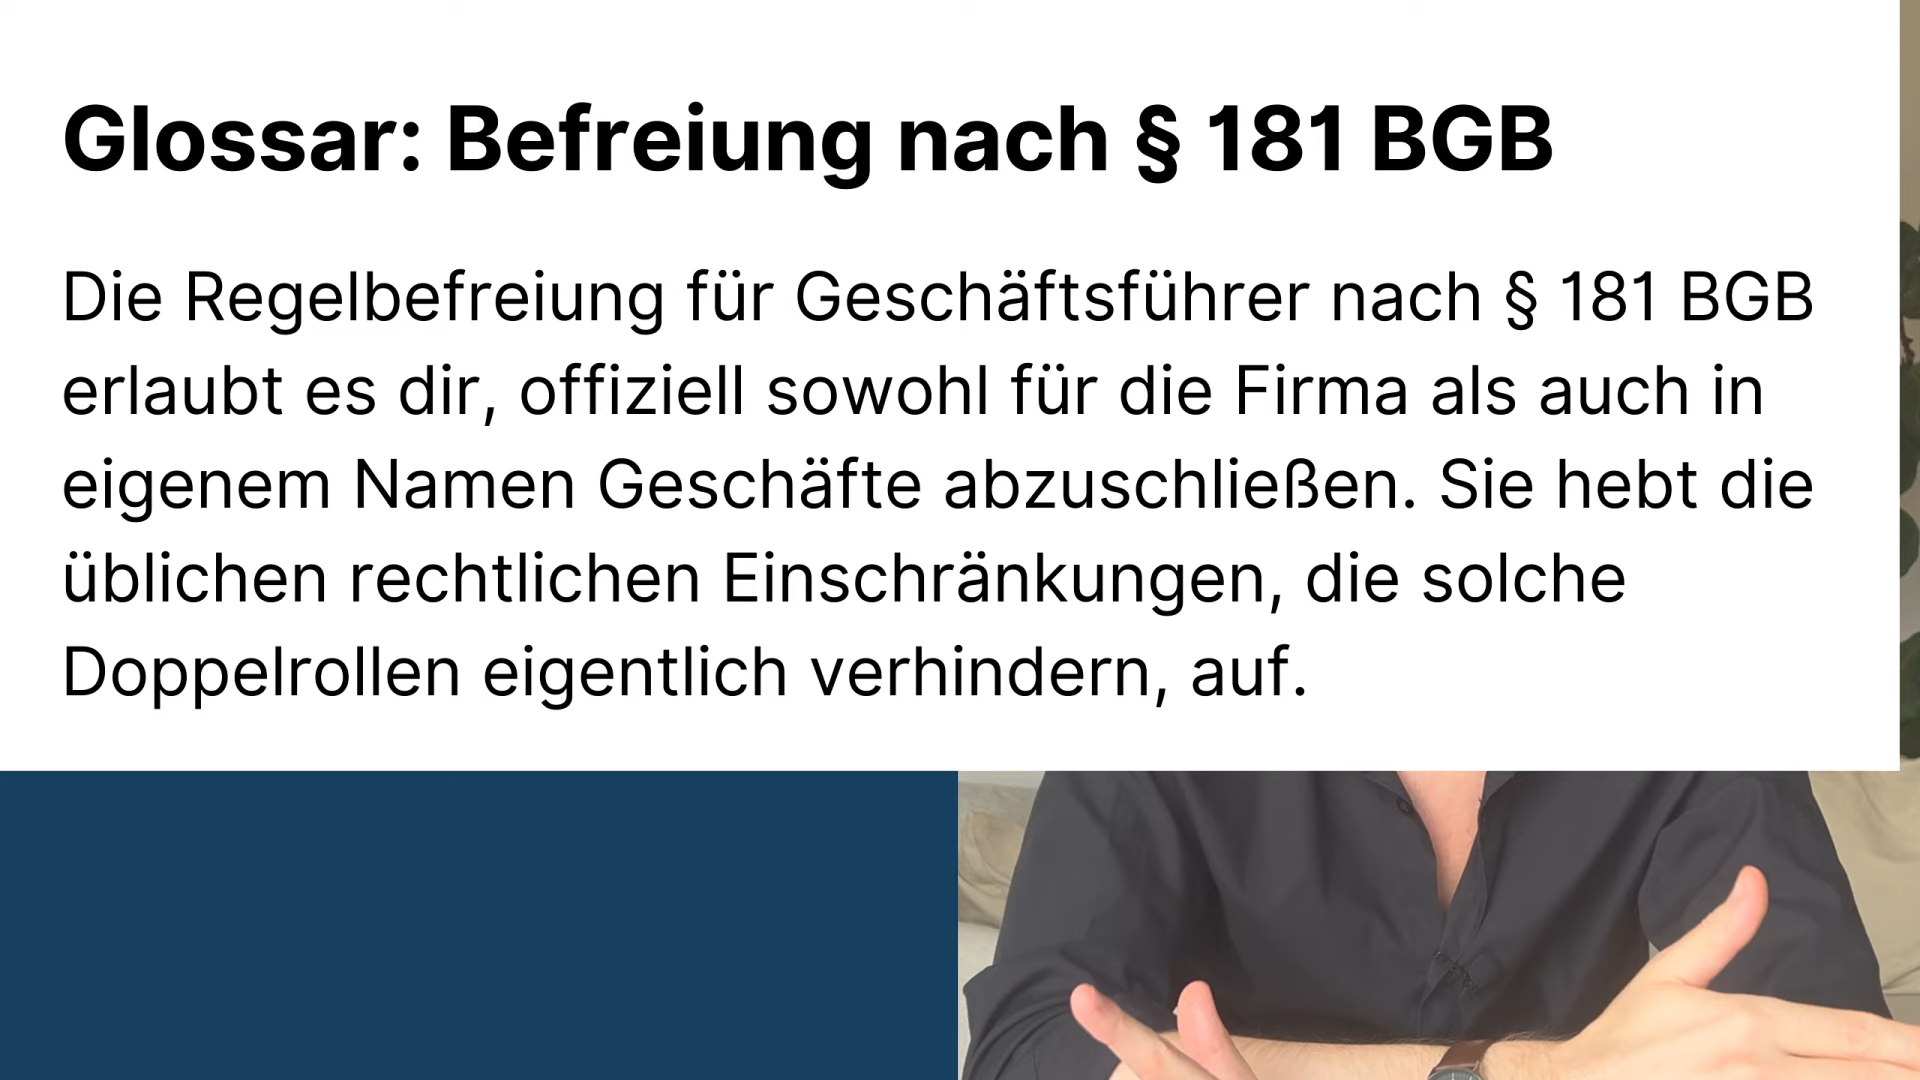 Glossar: Befreiung nach § 181 BGB
Die Regelbefreiung für Geschäftsführer nach § 181 BGB
erlaubt es dir, offiziell sowohl für die Firma als auch in
eigenem Namen Geschäfte abzuschließen. Sie hebt die
üblichen rechtlichen Einschränkungen, die solche
Doppelrollen eigentlich verhindern, auf.